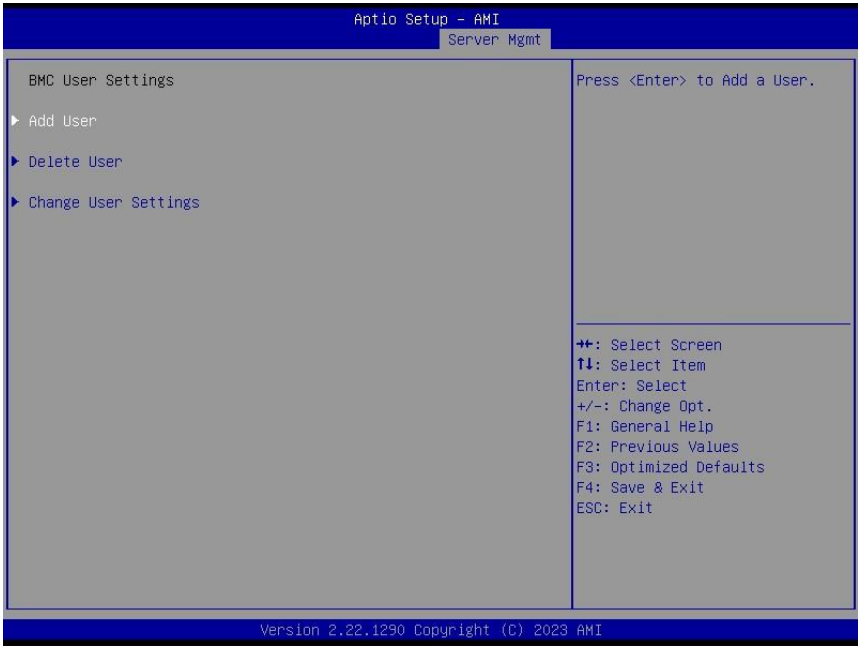 Aptio Setup – AMI
Server Mgmt
BMC User Settings
Add User
Delete User
Change User Settings
Press <Enter> to Add a User.
→←: Select Screen
↑↓: Select Item
Enter: Select
+/-: Change Opt.
F1: General Help
F2: Previous Values
F3: Optimized Defaults
F4: Save & Exit
ESC: Exit
Version 2.22.1290 Copyright (C) 2023 AMI